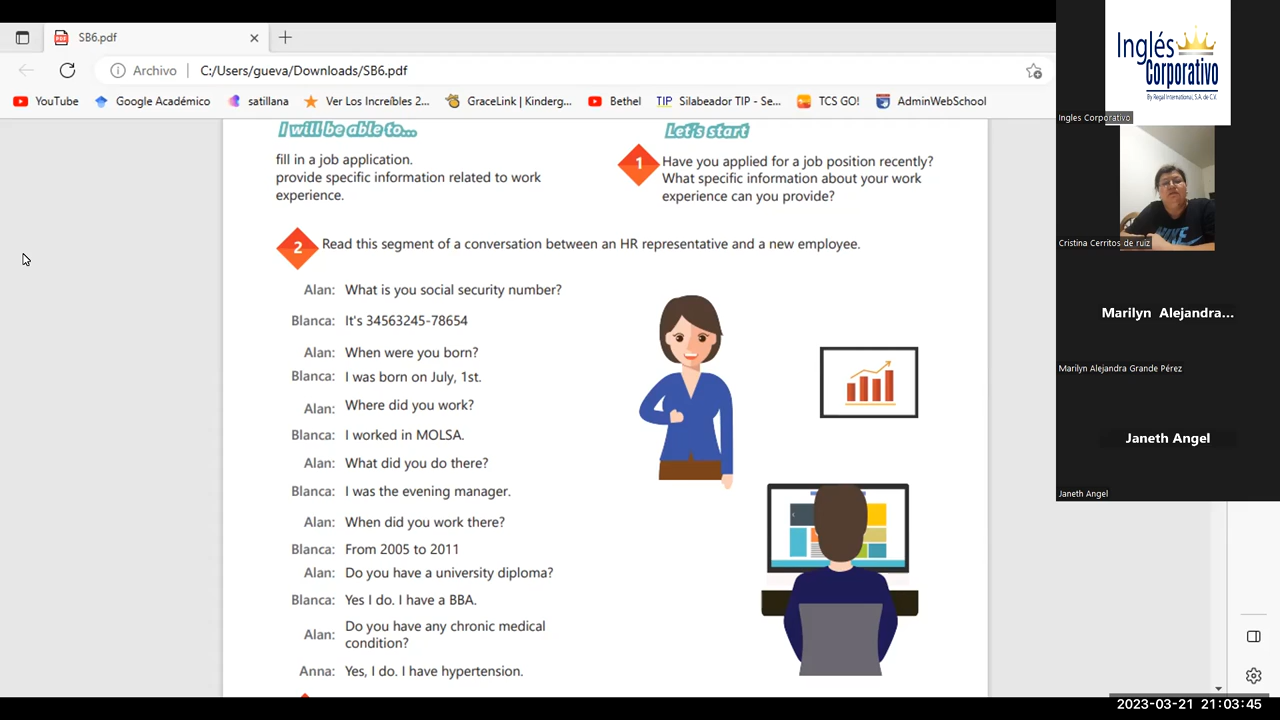 SB6.pdf
Archivo
C:/Users/gueva/Downloads/SB6.pdf
YouTube
Google Académico
satillana
Ver Los Increíbles 2...
GraceLink | Kinderg...
Bethel
TIP
Silabeador TIP - Se...
TCS GO!
AdminWebSchool
I will be able to...
fill in a job application.
provide specific information related to work
experience.
Let's start
1
Have you applied for a job position recently?
What specific information about your work
experience can you provide?
2
Read this segment of a conversation between an HR representative and a new employee.
Alan: What is you social security number?
Blanca: It's 34563245-78654
Alan: When were you born?
Blanca: I was born on July, 1st.
Alan: Where did you work?
Blanca: I worked in MOLSA.
Alan: What did you do there?
Blanca: I was the evening manager.
Alan: When did you work there?
Blanca: From 2005 to 2011
Alan: Do you have a university diploma?
Blanca: Yes I do. I have a BBA.
Alan: Do you have any chronic medical
condition?
Anna: Yes, I do. I have hypertension.
Inglés
Corporativo
By Regal International, S.A. de C.V.
Ingles Corporativo
NIKE
Cristina Cerritos de ruiz
Marilyn Alejandra...
Marilyn Alejandra Grande Pérez
Janeth Angel
Janeth Angel
2023-03-21 21:03:45